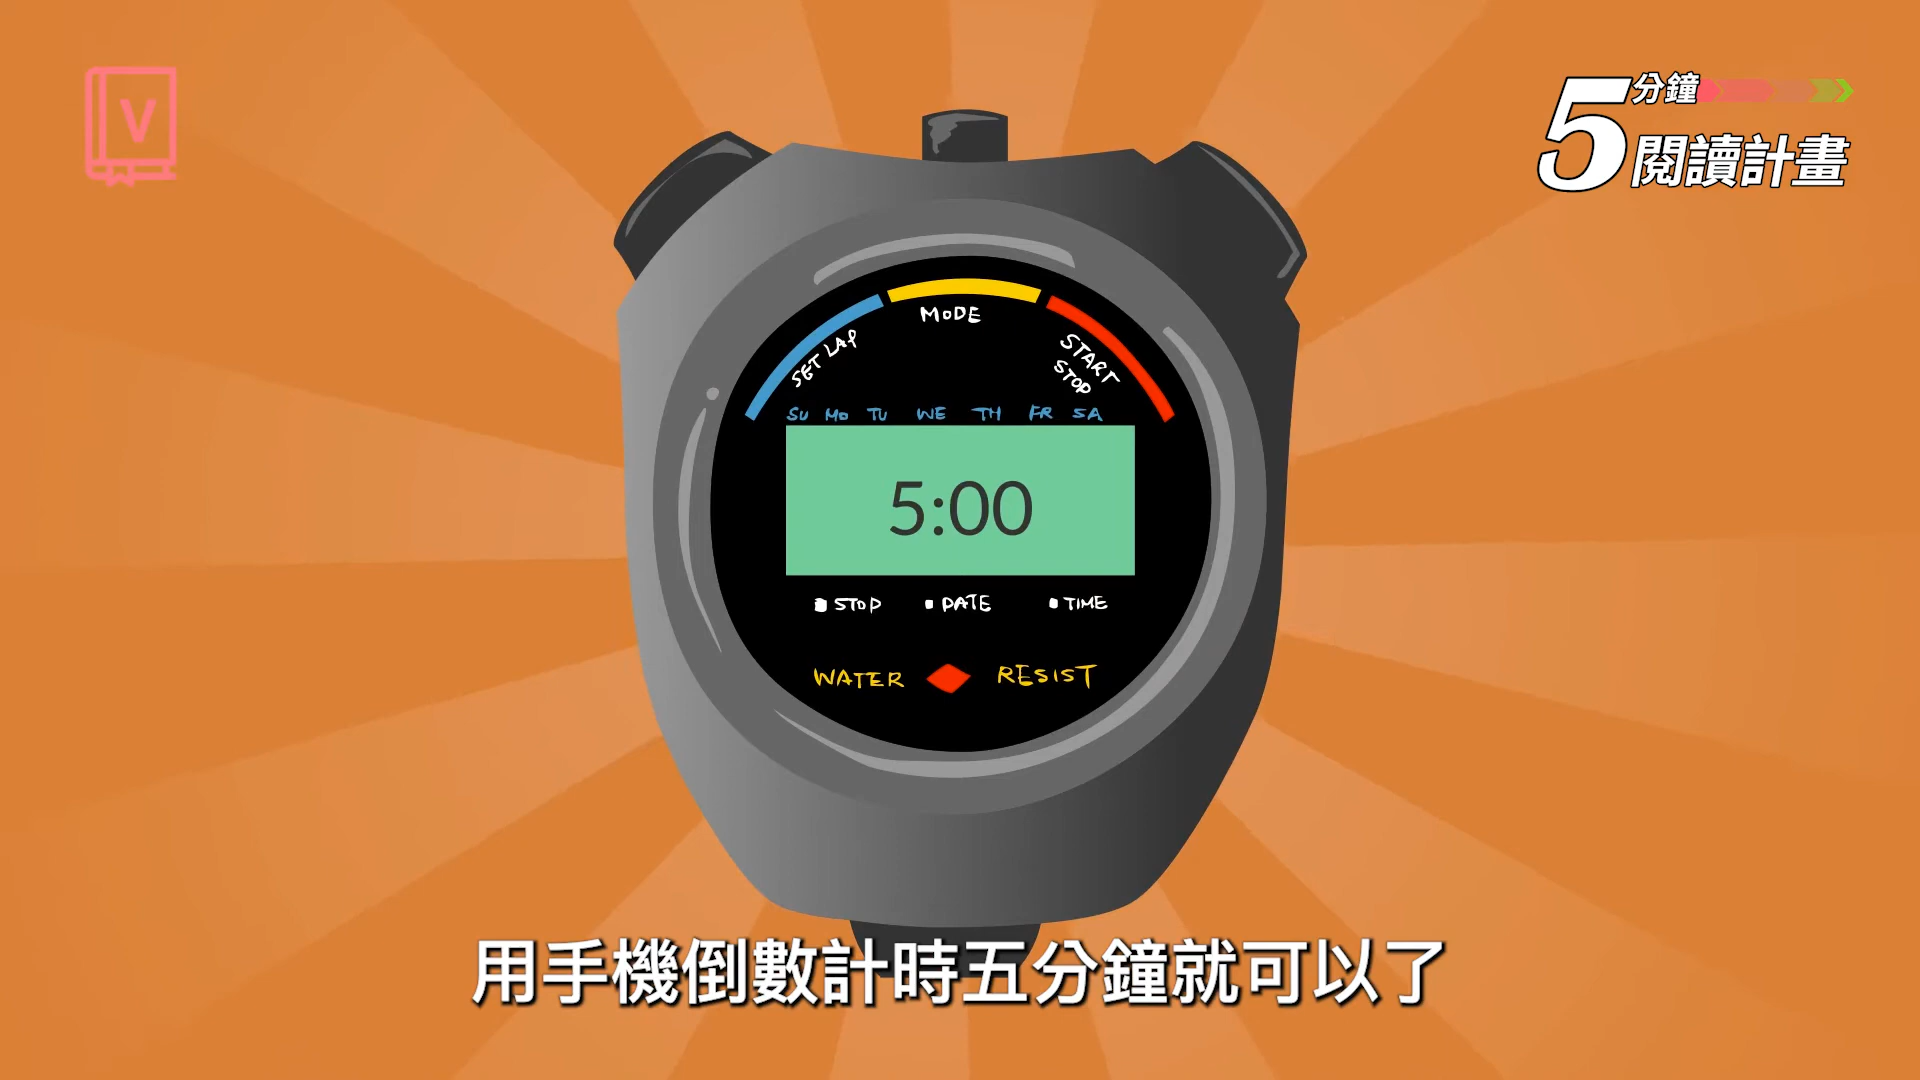 V
5分鐘
閱讀計畫
MODE
SET LAP
START
STOP
SU MO TU WE TH FR SA
5:00
STOP DATE TIME
WATER RESIST
用手機倒數計時五分鐘就可以了